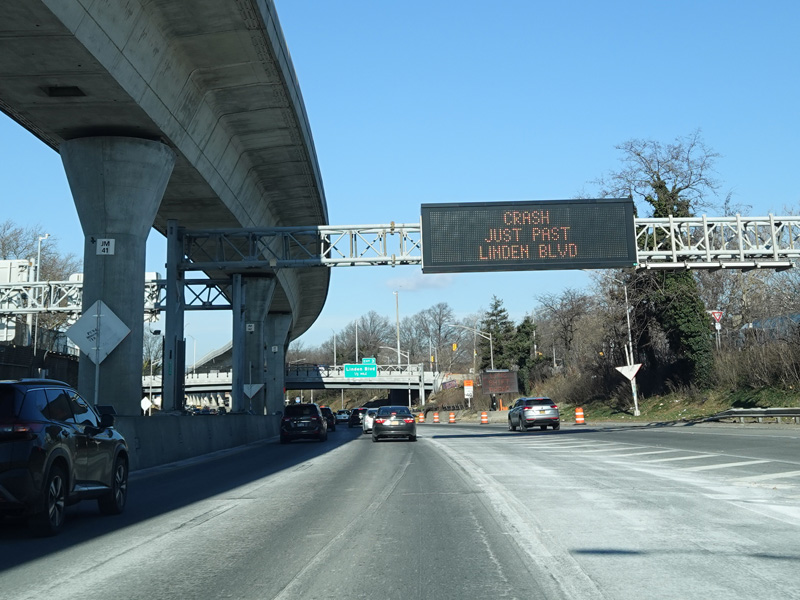 CRASH
JUST PAST
LINDEN BLVD
JM
41
Linden Blvd